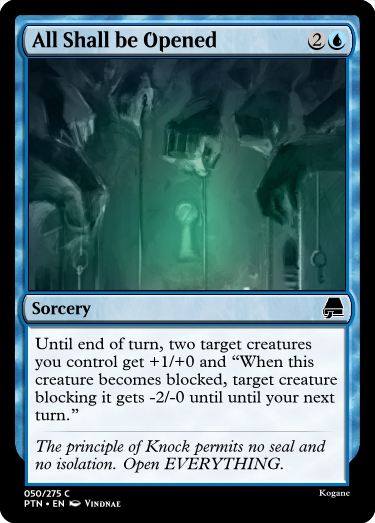 All Shall be Opened
2
Sorcery
Until end of turn, two target creatures
you control get +1/+0 and “When this
creature becomes blocked, target creature
blocking it gets -2/-0 until until your next
turn.”
The principle of Knock permits no seal and
no isolation. Open EVERYTHING.
050/275 C
Kogane
PTN • EN Vindnae